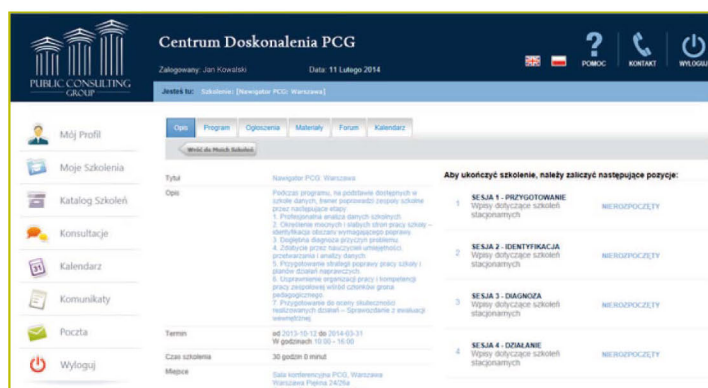 PUBLIC CONSULTING
GROUP
Centrum Doskonalenia PCG
Zalogowany: Jan Kowalski
Data: 11 Lutego 2014
POMOC
KONTAKT
WYLOGUJ
Jesteś tu: Szkolenia: [Nawigator PCG: Warszawa]
Mój Profil
Moje Szkolenia
Katalog Szkoleń
Konsultacje
Kalendarz
Komunikaty
Poczta
Wyloguj
Opis
Program
Ogłoszenia
Materiały
Forum
Kalendarz
Wróć do Moich Szkoleń
Tytuł
Nawigator PCG: Warszawa
Opis:
Podczas programu, na podstawie dostępnych w
szkole danych, trener poprowadzi zespoły szkolne
przez następujące etapy:
1. Profesjonalna analiza danych szkolnych.
2. Określenie mocnych i słabych stron pracy szkoły –
identyfikacja obszaru wymagającego poprawy.
3. Dogłębna diagnoza przyczyn problemu.
4. Zdobycie przez nauczycieli umiejętności
przetwarzania i analizy danych.
5. Przygotowanie strategii poprawy pracy szkoły i
planów działań naprawczych.
6. Usprawnienie organizacji pracy i kompetencji
pracy zespołowej wśród członków grona
pedagogicznego.
7. Przygotowanie do oceny skuteczności
realizowanych działań – Sprawozdanie z ewaluacji
wewnętrznej.
Termin
od 2013-10-12 do 2014-03-31
W godzinach 10:00 - 16:00
Czas szkolenia
30 godzin 0 minut
Miejsce
Sala konferencyjna PCG, Warszawa
Warszawa Piękna 24/26a
Aby ukończyć szkolenie, należy zaliczyć następujące pozycje:
1
SESJA 1 - PRZYGOTOWANIE
Wpisy dotyczące szkoleń
stacjonarnych
NIEROZPOCZĘTY
2
SESJA 2 - IDENTYFIKACJA
Wpisy dotyczące szkoleń
stacjonarnych
NIEROZPOCZĘTY
3
SESJA 3 - DIAGNOZA
Wpisy dotyczące szkoleń
stacjonarnych
NIEROZPOCZĘTY
4
SESJA 4 - DZIAŁANIE
Wpisy dotyczące szkoleń
stacjonarnych
NIEROZPOCZĘTY